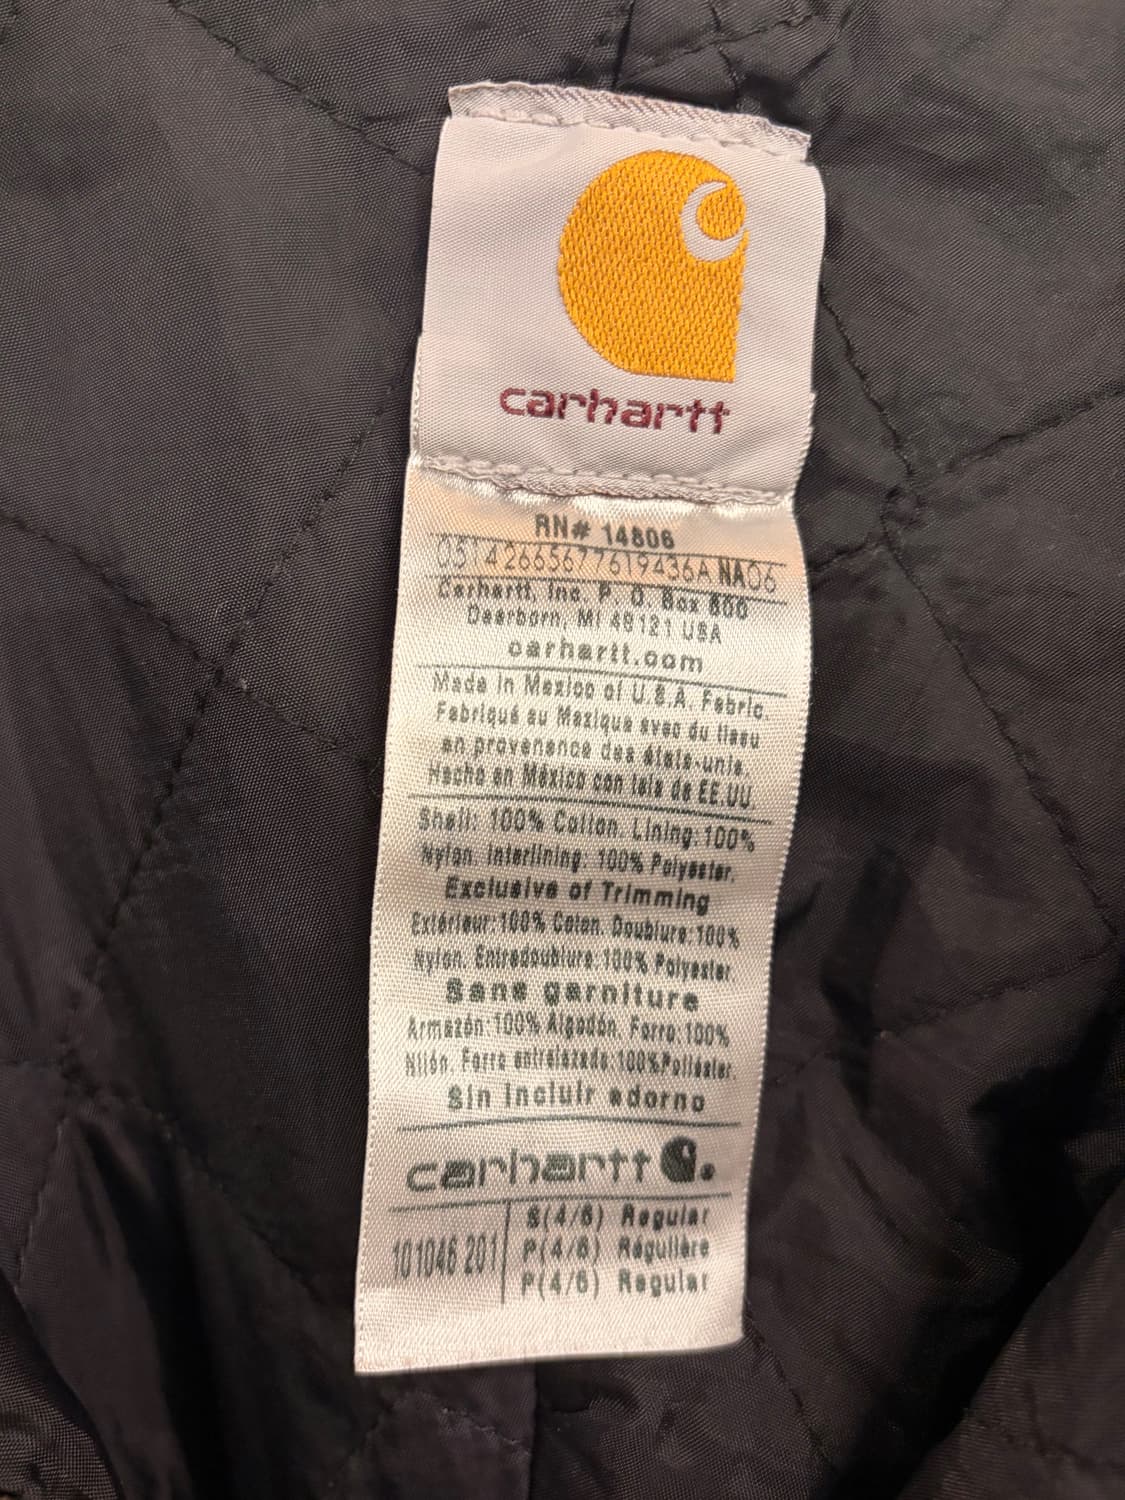 carhartt
RN# 14806
0514266567761 9436A NA06
Carhartt, Inc. P. O. Box 600
Dearborn, MI 48121 USA
carhartt.com
Made in Mexico of U.S.A. Fabric.
Fabriqué au Mexique avec du tissu
en provenance des états-unis.
Hecho en México con tela de EE.UU.
Shell: 100% Cotton. Lining: 100%
Nylon. Interlining: 100% Polyester.
Exclusive of Trimming
Extérieur: 100% Coton. Doublure: 100%
Nylon. Entredoublure: 100% Polyester.
Sans garniture
Armazón: 100% Algodón. Forro: 100%
Nilón. Forro entrelazado: 100% Poliéster.
Sin incluir adorno
carhartt
101046 201
S(4/6) Regular
P(4/6) Régulière
P(4/6) Regular